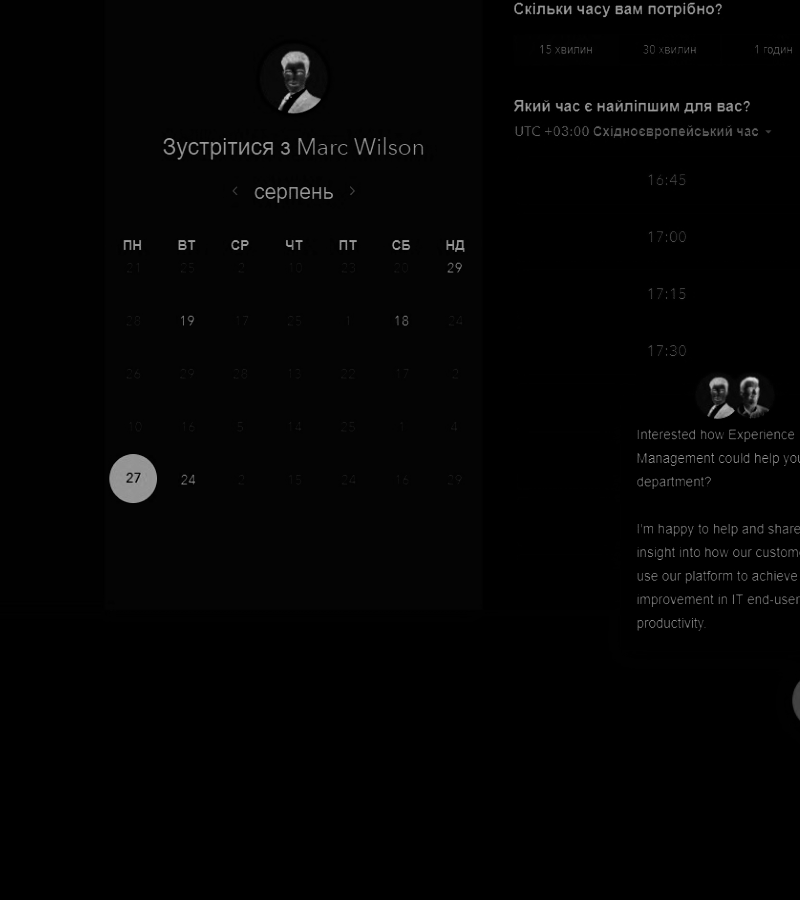 Зустрітися з Marc Wilson
‹ серпень ›
ПН ВТ СР ЧТ ПТ СБ НД
21 25 2 10 23 20 29
28 19 17 25 1 18 24
26 29 28 13 22 17 2
10 16 5 14 25 1 4
27 24 2 15 24 16 29
Скільки часу вам потрібно?
15 хвилин 30 хвилин 1 годин
Який час є найліпшим для вас?
UTC +03:00 Східноєвропейський час
16:45
17:00
17:15
17:30
Interested how Experience
Management could help you
department?
I'm happy to help and share
insight into how our custome
use our platform to achieve
improvement in IT end-user
productivity.